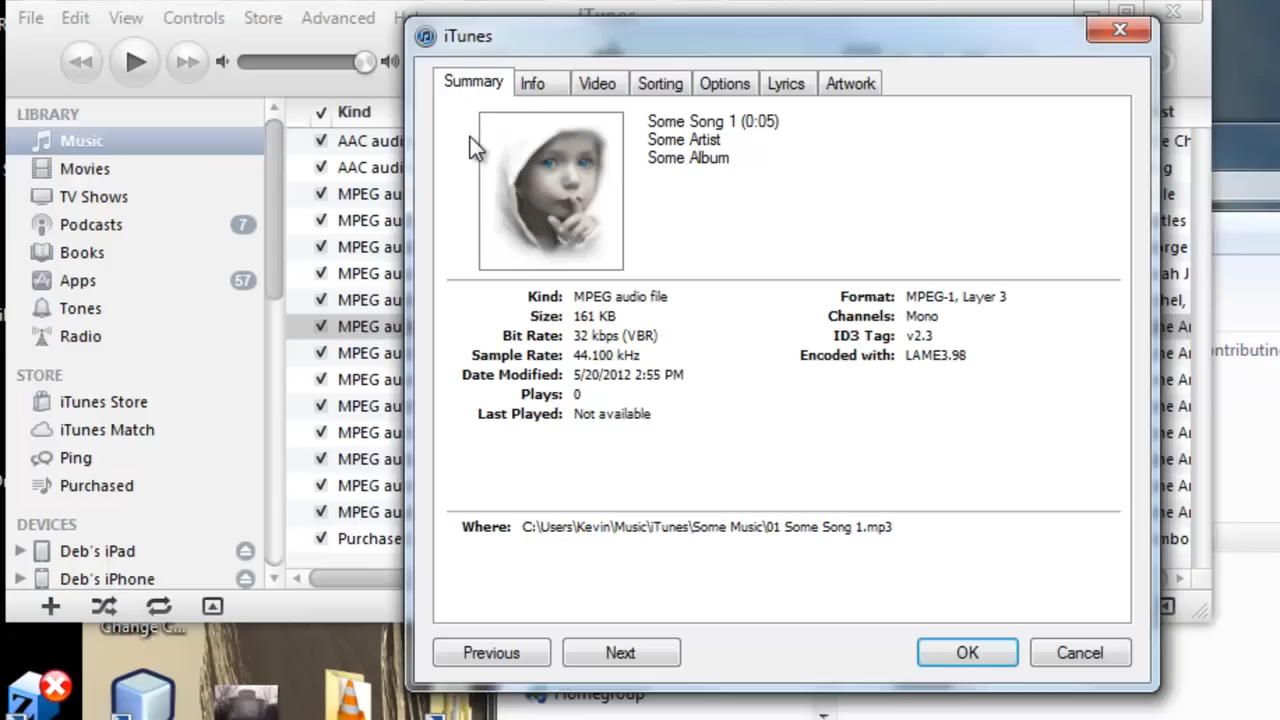 File Edit View Controls Store Advanced
iTunes
Summary Info Video Sorting Options Lyrics Artwork
Some Song 1 (0:05)
Some Artist
Some Album
Kind: MPEG audio file
Size: 161 KB
Bit Rate: 32 kbps (VBR)
Sample Rate: 44.100 kHz
Date Modified: 5/20/2012 2:55 PM
Plays: 0
Last Played: Not available
Format: MPEG-1, Layer 3
Channels: Mono
ID3 Tag: v2.3
Encoded with: LAME3.98
Where: C:\Users\Kevin\Music\iTunes\Some Music\01 Some Song 1.mp3
Previous Next OK Cancel
LIBRARY
Music
Movies
TV Shows
Podcasts 7
Books
Apps 57
Tones
Radio
STORE
iTunes Store
iTunes Match
Ping
Purchased
DEVICES
Deb's iPad
Deb's iPhone
Kind
AAC audi
AAC audi
MPEG au
MPEG au
MPEG au
MPEG au
MPEG au
MPEG au
MPEG au
MPEG au
MPEG au
MPEG au
MPEG au
MPEG au
MPEG au
Purchase
Change C...
Homegroup
ontributing